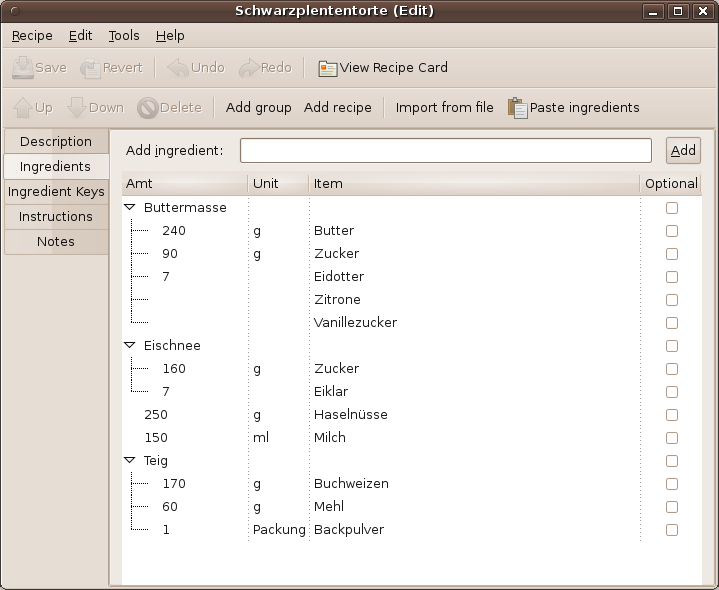 Schwarzplententorte (Edit)
Recipe Edit Tools Help
Save Revert Undo Redo View Recipe Card
Up Down Delete Add group Add recipe Import from file Paste ingredients
Description
Ingredients
Ingredient Keys
Instructions
Notes
Add ingredient: Add
Amt Unit Item Optional
Buttermasse
240 g Butter
90 g Zucker
7 Eidotter
Zitrone
Vanillezucker
Eischnee
160 g Zucker
7 Eiklar
250 g Haselnüsse
150 ml Milch
Teig
170 g Buchweizen
60 g Mehl
1 Packung Backpulver